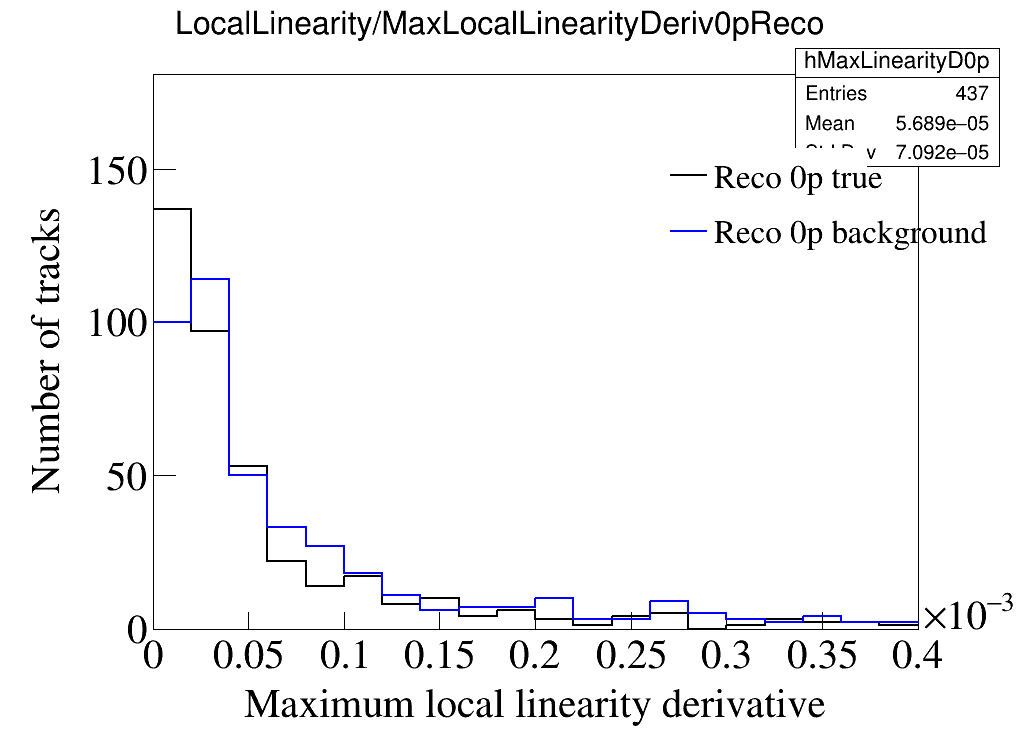 LocalLinearity/MaxLocalLinearityDeriv0pReco
hMaxLinearityD0p
Entries 437
Mean 5.689e−05
7.092e−05
Reco 0p true
Reco 0p background
Number of tracks
150
100
50
0
0 0.05 0.1 0.15 0.2 0.25 0.3 0.35 0.4
×10−3
Maximum local linearity derivative